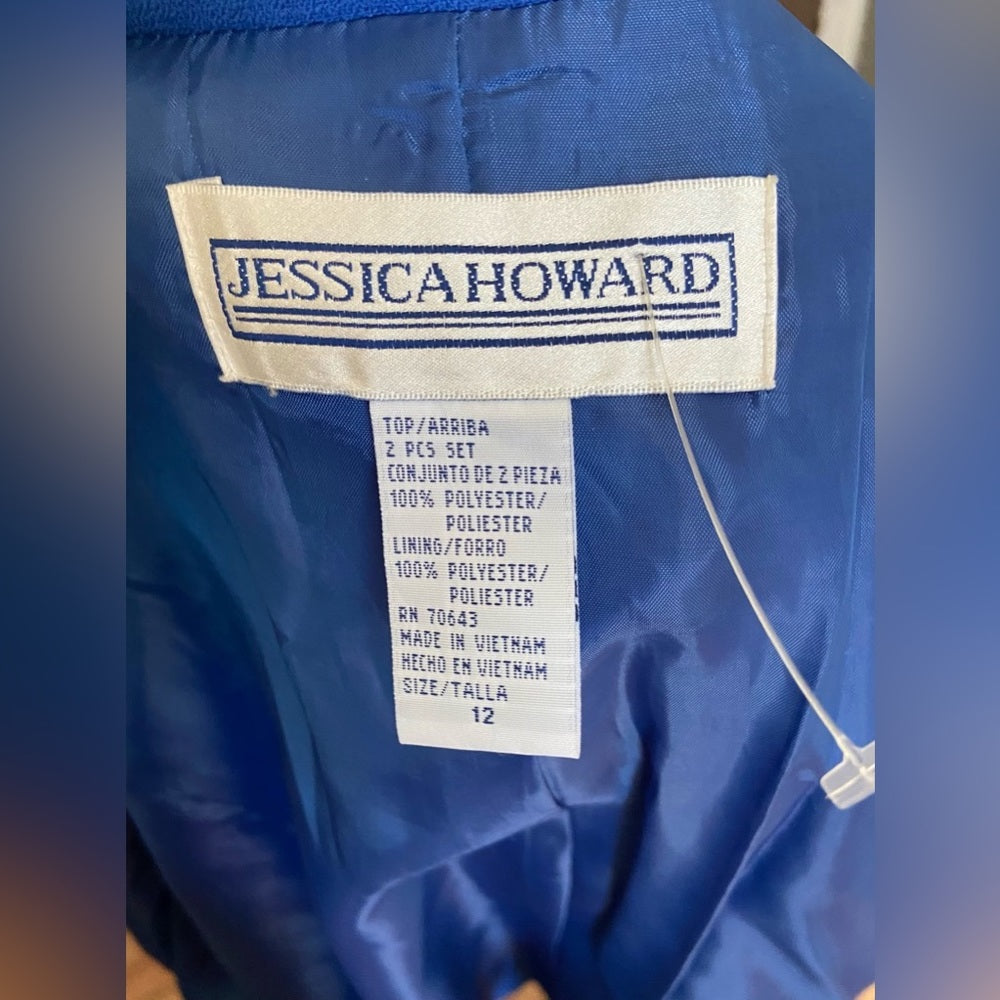 JESSICA HOWARD
TOP/ARRIBA
2 PCS SET
CONJUNTO DE 2 PIEZA
100% POLYESTER/
POLIESTER
LINING/FORRO
100% POLYESTER/
POLIESTER
RN 70643
MADE IN VIETNAM
HECHO EN VIETNAM
SIZE/TALLA
12